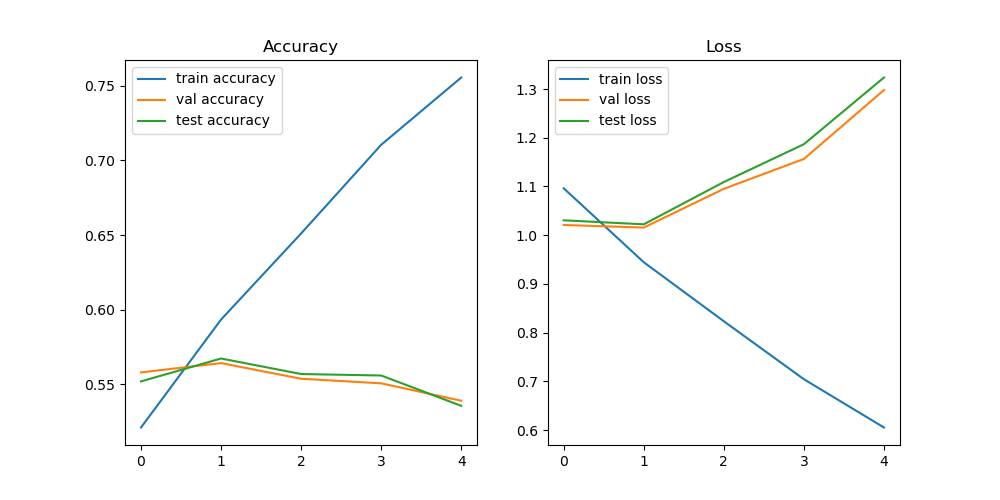 Accuracy
train accuracy
val accuracy
test accuracy
0.75
0.70
0.65
0.60
0.55
0 1 2 3 4
Loss
train loss
val loss
test loss
1.3
1.2
1.1
1.0
0.9
0.8
0.7
0.6
0 1 2 3 4